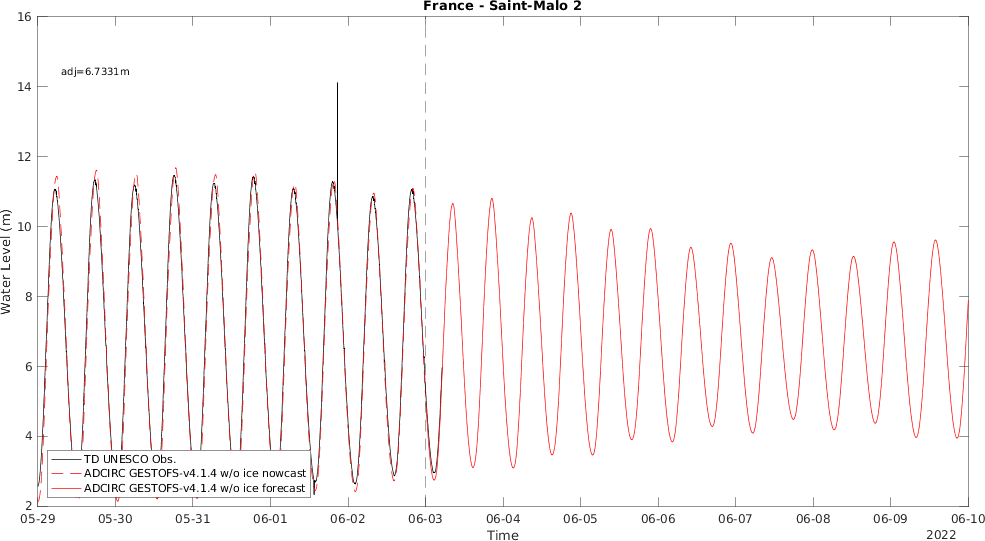 France - Saint-Malo 2
16
14
12
10
8
6
4
2
adj=6.7331m
Water Level (m)
TD UNESCO Obs.
ADCIRC GESTOFS-v4.1.4 w/o ice nowcast
ADCIRC GESTOFS-v4.1.4 w/o ice forecast
05-29 05-30 05-31 06-01 06-02 06-03 06-04 06-05 06-06 06-07 06-08 06-09 06-10
Time
2022